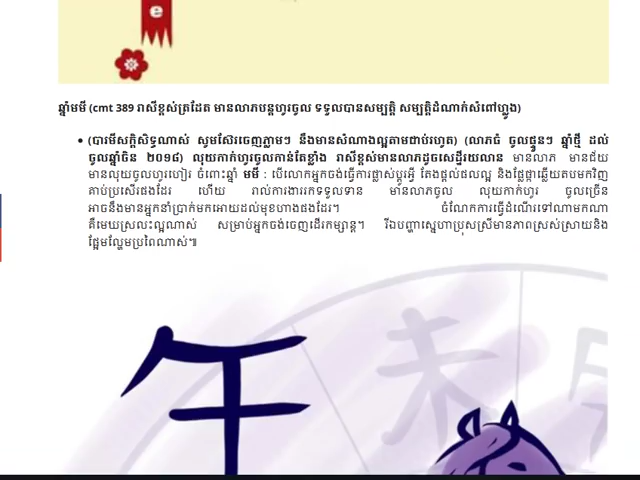 e
ឆ្នាំមមី (cmt 389 រាសីខ្ពស់ត្រដែត មានលាភបន្តហូរចូល ទទួលបានសម្បត្តិ សម្បត្តិដំណាក់សំពៅហ្លួង)
• (បារមីសក្តិសិទ្ធណាស់ សូមស៊ែរចេញភ្លាមៗ នឹងមានសំណាងល្អតាមជាប់រហូត) (លាភធំ ចូលផ្ទួនៗ ឆ្នាំថ្មី ដល់
ចូលឆ្នាំចិន ២០១៨) លុយកាក់ហូរចូលកាន់តែខ្លាំង រាសីខ្ពស់មានលាភដូចសេដ្ឋីរយលាន មានលាភ មានជ័យ
មានលុយចូលហូរហៀរ ចំពោះឆ្នាំ មមី : បើលោកអ្នកចង់ធ្វើការផ្លាស់ប្តូរអ្វី តែងផ្តល់ផលល្អ និងផ្លែផ្កាឆ្លើយតបមកវិញ
គាប់ប្រសើរផងដែរ ហើយ រាល់ការងាររកទទួលទាន មានលាភចូល លុយកាក់ហូរ ចូលច្រើន
អាចនឹងមានអ្នកនាំប្រាក់មកអោយដល់មុខហាងផងដែរ។ ចំណែកការធ្វើដំណើរទៅណាមកណា
គឺមេឃស្រលះល្អណាស់ សម្រាប់អ្នកចង់ចេញដើរកម្សាន្ត។ រីឯបញ្ហាស្នេហាប្រុសស្រីមានភាពស្រស់ស្រាយនិង
ផ្អែមល្ហែមប្រពៃណាស់៕
午
未